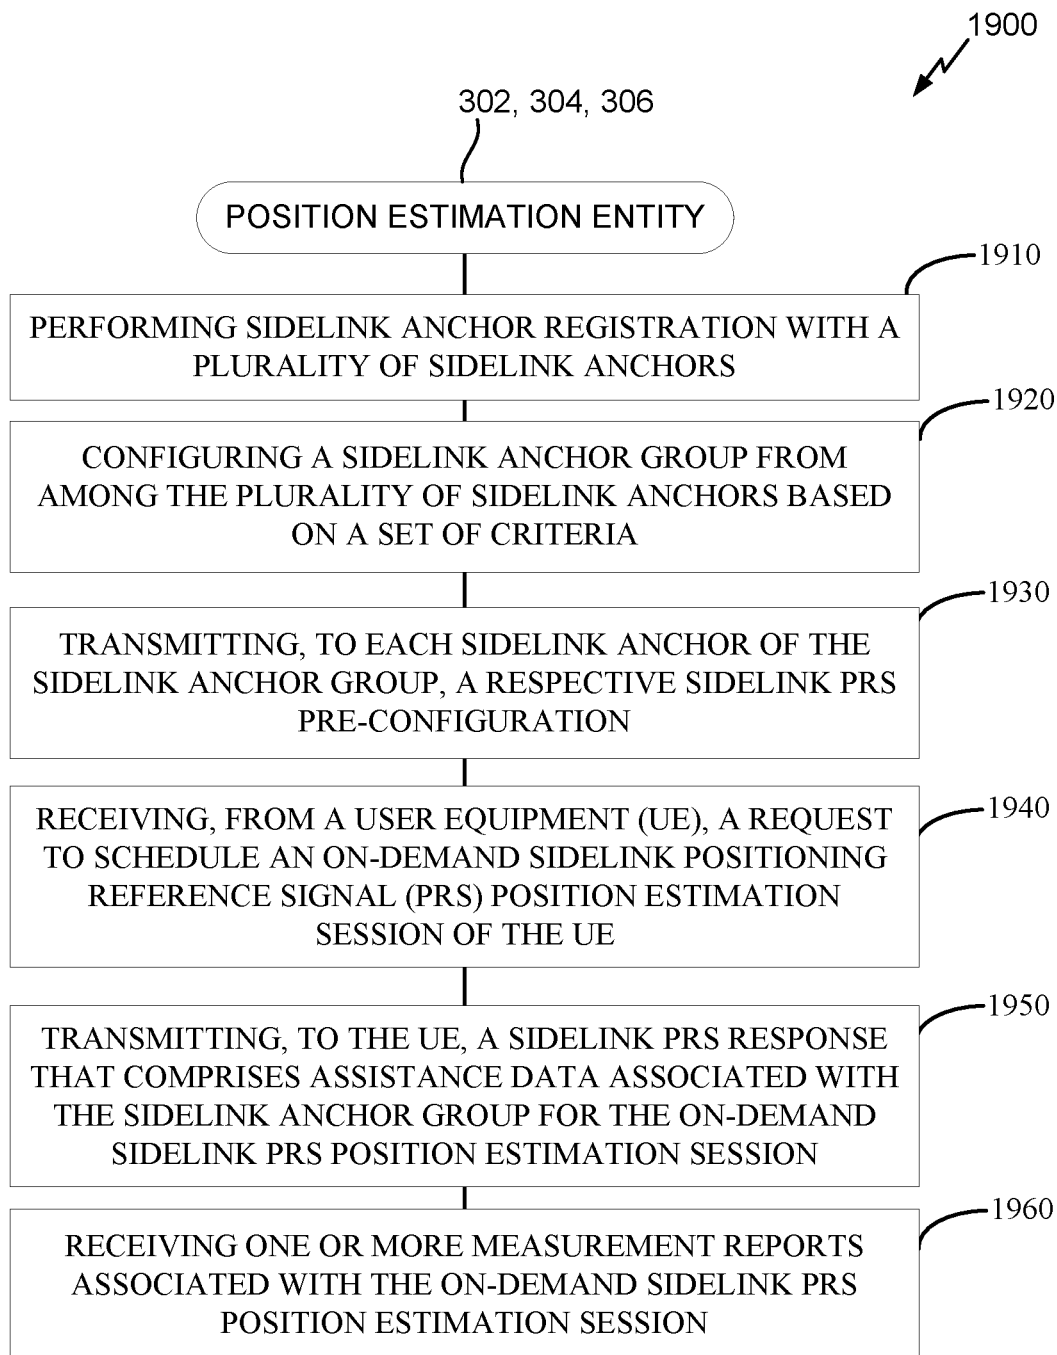 1900
302, 304, 306
POSITION ESTIMATION ENTITY
1910
PERFORMING SIDELINK ANCHOR REGISTRATION WITH A
PLURALITY OF SIDELINK ANCHORS
1920
CONFIGURING A SIDELINK ANCHOR GROUP FROM
AMONG THE PLURALITY OF SIDELINK ANCHORS BASED
ON A SET OF CRITERIA
1930
TRANSMITTING, TO EACH SIDELINK ANCHOR OF THE
SIDELINK ANCHOR GROUP, A RESPECTIVE SIDELINK PRS
PRE-CONFIGURATION
1940
RECEIVING, FROM A USER EQUIPMENT (UE), A REQUEST
TO SCHEDULE AN ON-DEMAND SIDELINK POSITIONING
REFERENCE SIGNAL (PRS) POSITION ESTIMATION
SESSION OF THE UE
1950
TRANSMITTING, TO THE UE, A SIDELINK PRS RESPONSE
THAT COMPRISES ASSISTANCE DATA ASSOCIATED WITH
THE SIDELINK ANCHOR GROUP FOR THE ON-DEMAND
SIDELINK PRS POSITION ESTIMATION SESSION
1960
RECEIVING ONE OR MORE MEASUREMENT REPORTS
ASSOCIATED WITH THE ON-DEMAND SIDELINK PRS
POSITION ESTIMATION SESSION